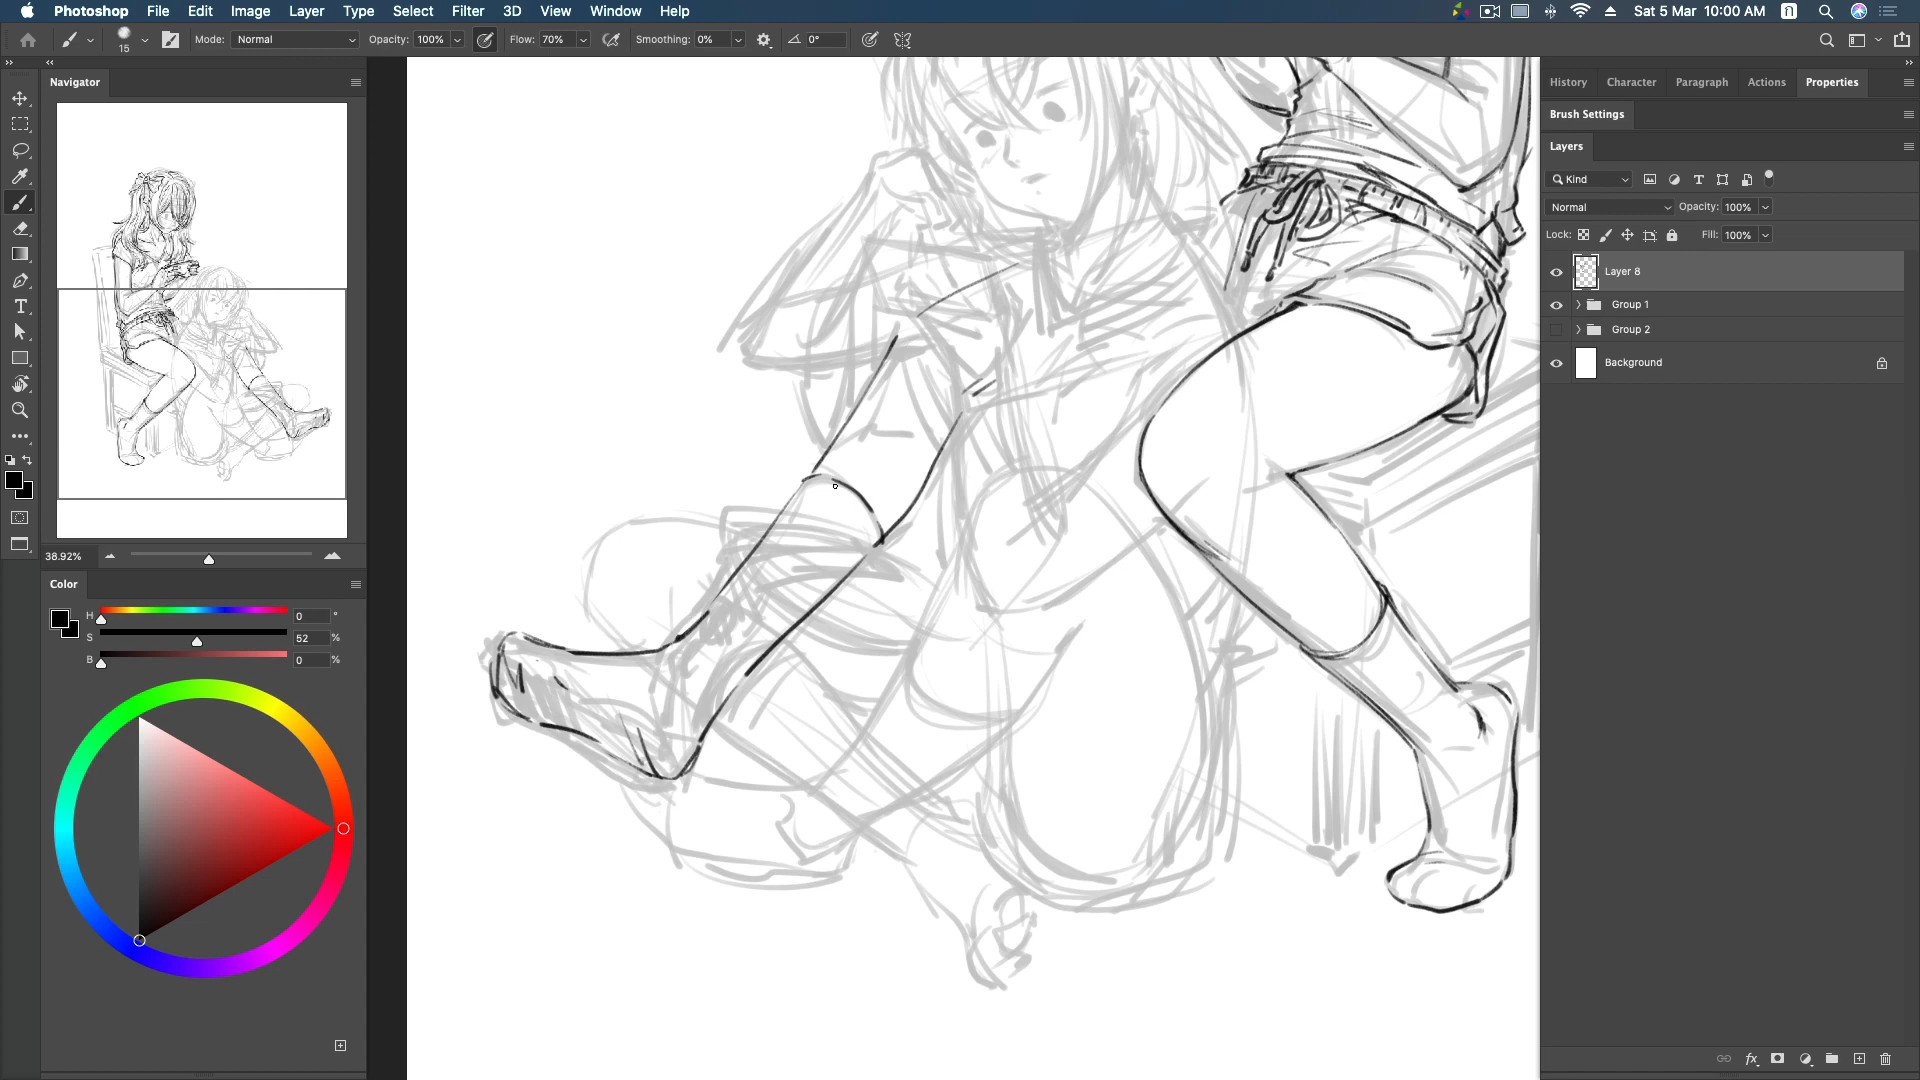 Photoshop File Edit Image Layer Type Select Filter 3D View Window Help Sat 5 Mar 10:00 AM
15 Mode: Normal Opacity: 100% Flow: 70% Smoothing: 0% 0°
Navigator
38.92%
Color
H 0 °
S 52 %
B 0 %
History Character Paragraph Actions Properties
Brush Settings
Layers
Kind
Normal Opacity: 100%
Lock: Fill: 100%
Layer 8
Group 1
Group 2
Background